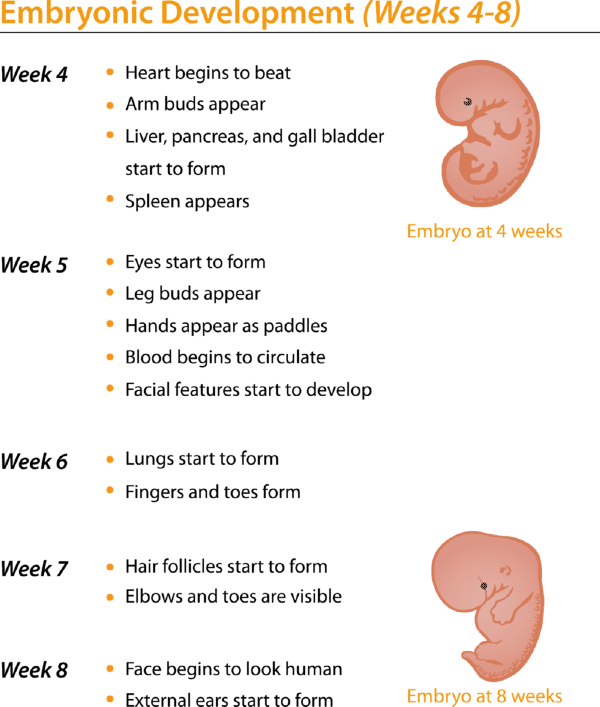 Embryonic Development (Weeks 4-8)
Week 4
• Heart begins to beat
• Arm buds appear
• Liver, pancreas, and gall bladder
start to form
• Spleen appears
Embryo at 4 weeks
Week 5
• Eyes start to form
• Leg buds appear
• Hands appear as paddles
• Blood begins to circulate
• Facial features start to develop
Week 6
• Lungs start to form
• Fingers and toes form
Week 7
• Hair follicles start to form
• Elbows and toes are visible
Week 8
• Face begins to look human
• External ears start to form
Embryo at 8 weeks